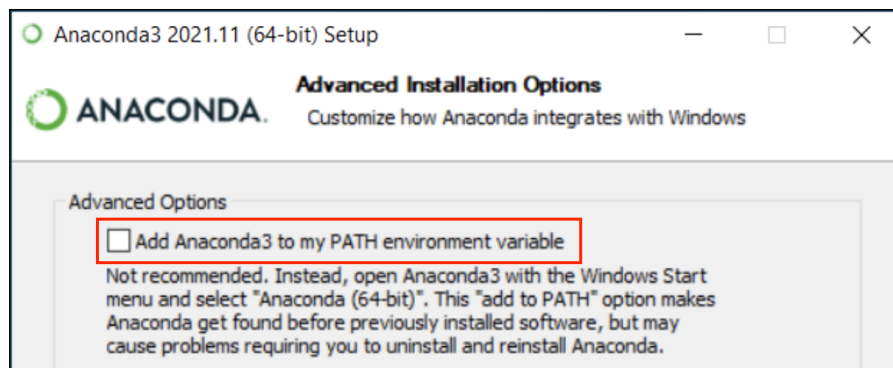 Anaconda3 2021.11 (64-bit) Setup
ANACONDA.
Advanced Installation Options
Customize how Anaconda integrates with Windows
Advanced Options
Add Anaconda3 to my PATH environment variable
Not recommended. Instead, open Anaconda3 with the Windows Start
menu and select "Anaconda (64-bit)". This "add to PATH" option makes
Anaconda get found before previously installed software, but may
cause problems requiring you to uninstall and reinstall Anaconda.